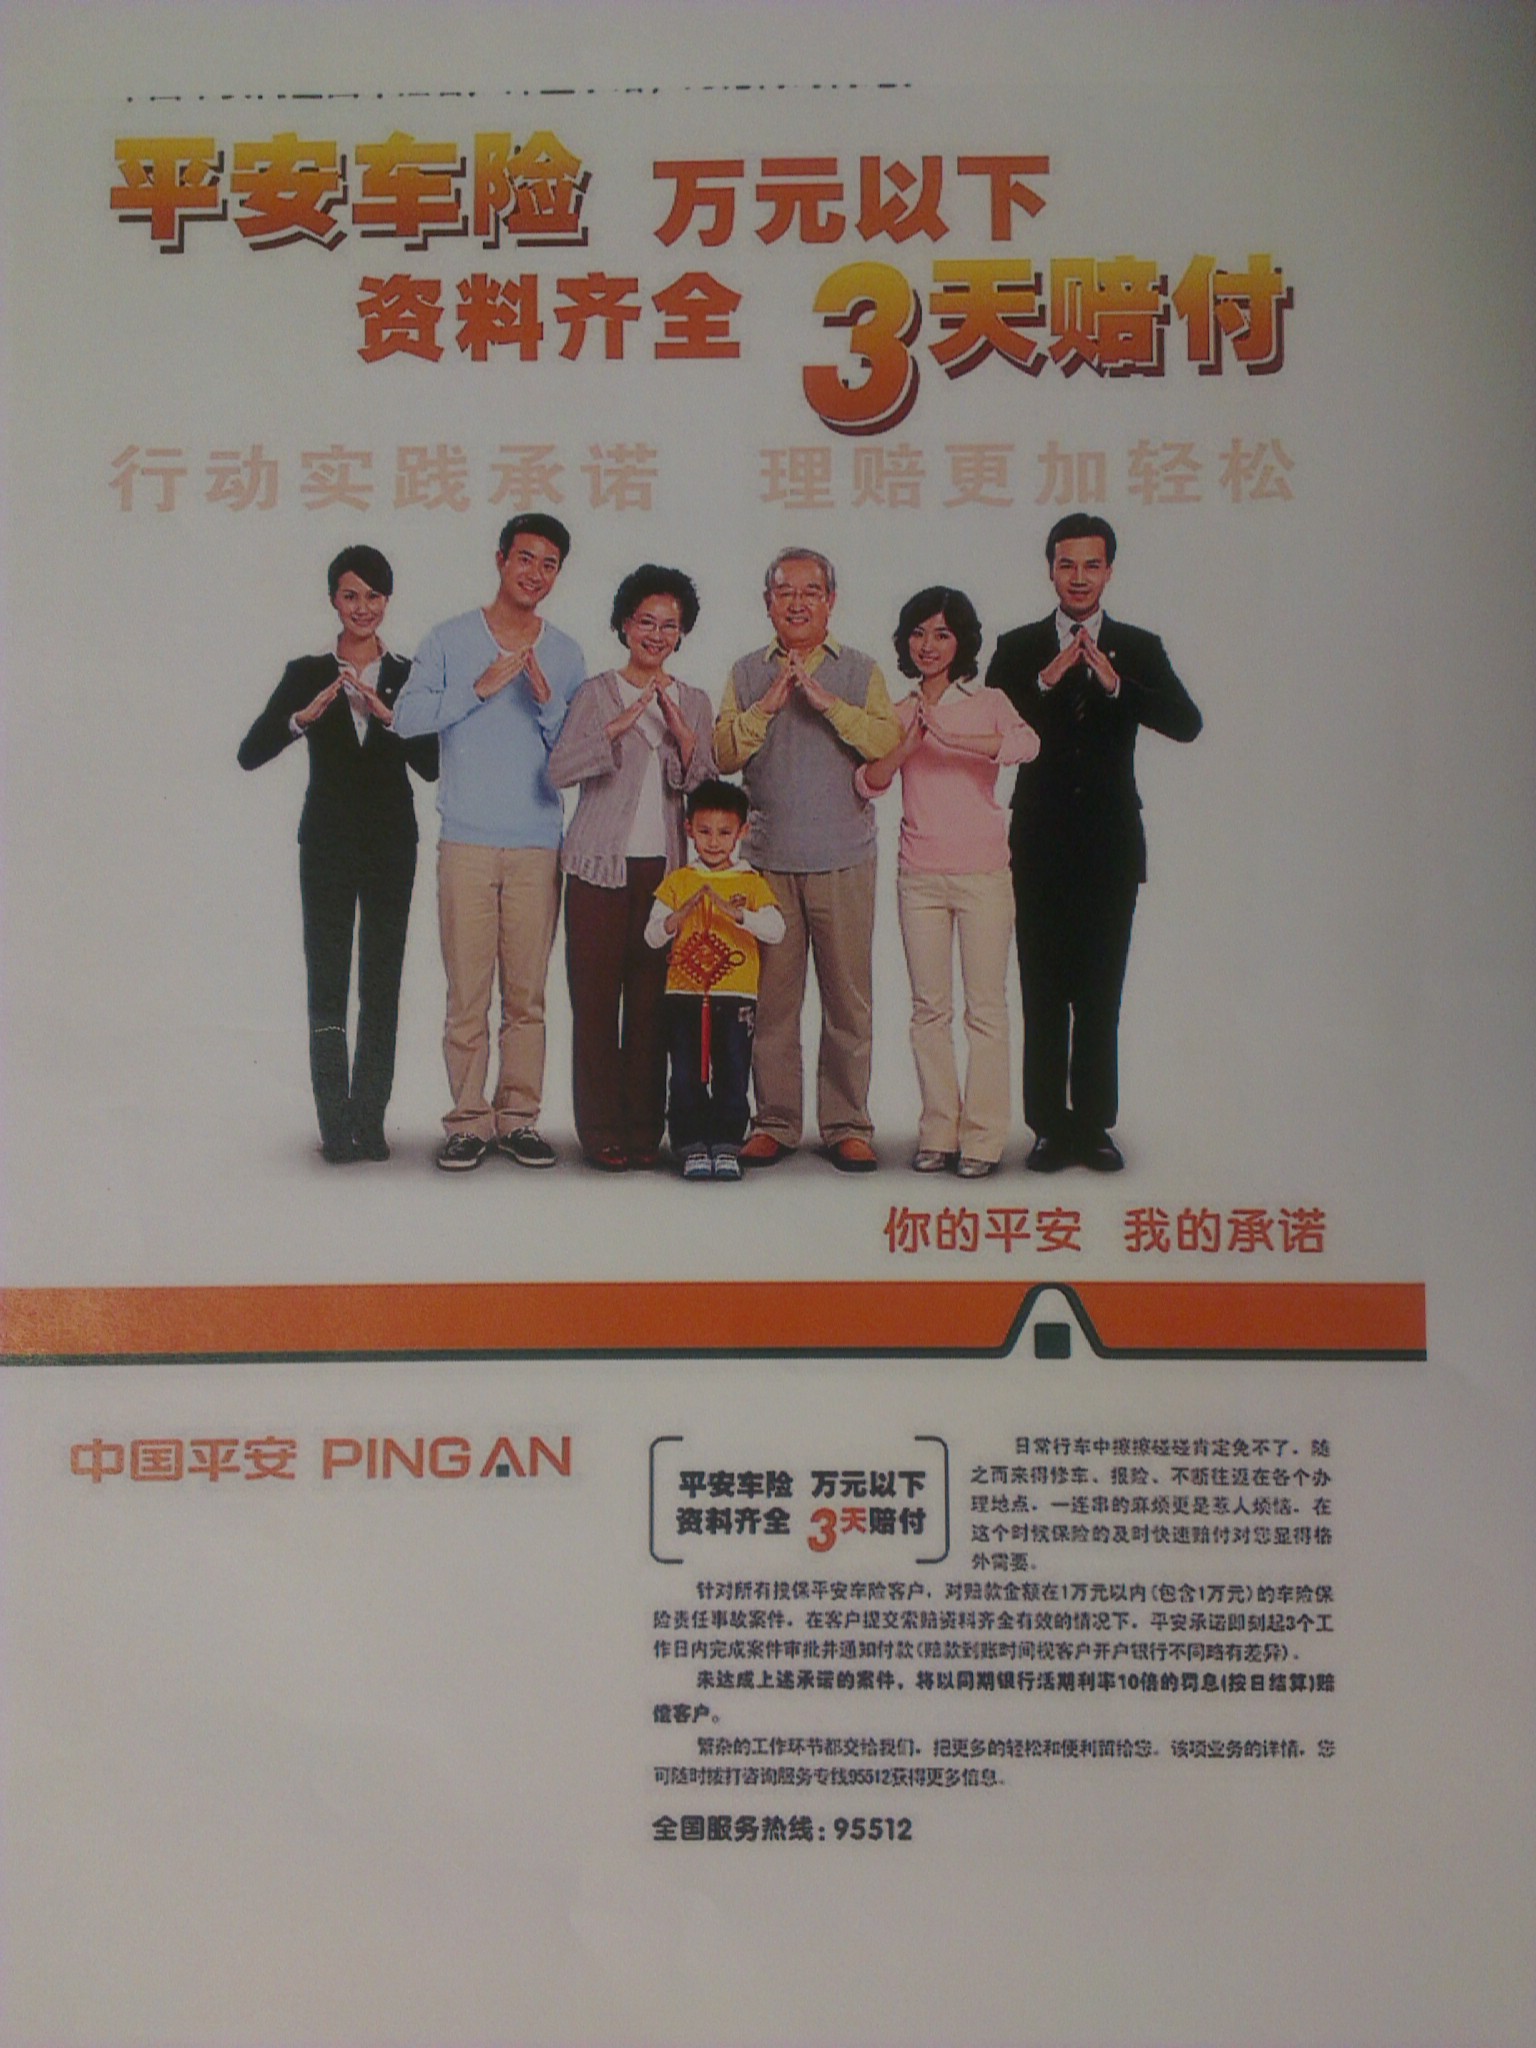 平安车险 万元以下
资料齐全 3天赔付
行动实践承诺 理赔更加轻松
你的平安 我的承诺
中国平安 PING AN
平安车险 万元以下
资料齐全 3天赔付
日常行车中擦擦碰碰肯定免不了，随
之而来得修车、报险、不断往返在各个办
理地点，一连串的麻烦更是惹人烦恼。在
这个时候保险的及时快速赔付对您显得格
外需要。
针对所有投保平安车险客户，对赔款金额在1万元以内(包含1万元)的车险保
险责任事故案件，在客户提交索赔资料齐全有效的情况下，平安承诺即刻起3个工
作日内完成案件审批并通知付款(赔款到账时间视客户开户银行不同略有差异)。
未达成上述承诺的案件，将以同期银行活期利率10倍的罚息(按日结算)赔
偿客户。
繁杂的工作环节都交给我们，把更多的轻松和便利留给您。该项业务的详情，您
可随时拨打咨询服务专线95512获得更多信息。
全国服务热线：95512